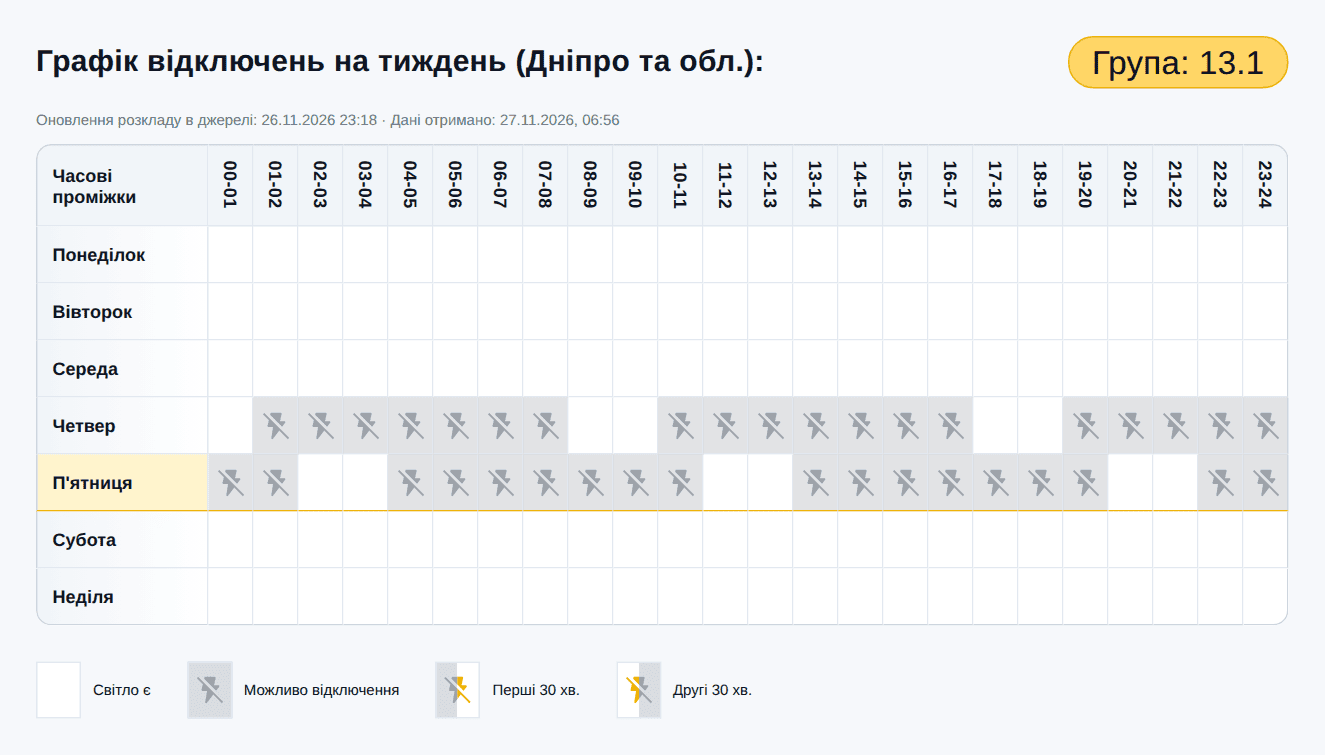 Графік відключень на тиждень (Дніпро та обл.):
Група: 13.1
Оновлення розкладу в джерелі: 26.11.2026 23:18 · Дані отримано: 27.11.2026, 06:56
Часові
проміжки
00-01 01-02 02-03 03-04 04-05 05-06 06-07 07-08 08-09 09-10 10-11 11-12 12-13 13-14 14-15 15-16 16-17 17-18 18-19 19-20 20-21 21-22 22-23 23-24
Понеділок
Вівторок
Середа
Четвер
П'ятниця
Субота
Неділя
Світло є
Можливо відключення
Перші 30 хв.
Другі 30 хв.